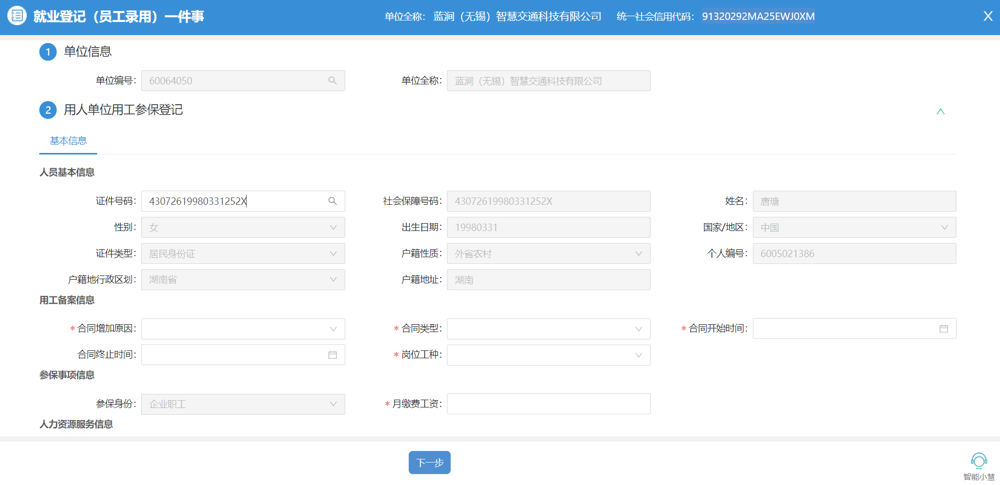 就业登记（员工录用）一件事 单位全称： 蓝涧（无锡）智慧交通科技有限公司 统一社会信用代码： 91320292MA25EWJ0XM X
1 单位信息
单位编号： 60064050 单位全称： 蓝涧（无锡）智慧交通科技有限公司
2 用人单位用工参保登记
基本信息
人员基本信息
证件号码： 43072619980331252X 社会保障号码： 43072619980331252X 姓名： 唐瑭
性别： 女 出生日期： 19980331 国家/地区： 中国
证件类型： 居民身份证 户籍性质： 外省农村 个人编号： 6005021386
户籍地行政区划： 湖南省 户籍地址： 湖南
用工备案信息
* 合同增加原因： * 合同类型： * 合同开始时间：
合同终止时间： * 岗位工种：
参保事项信息
参保身份： 企业职工 * 月缴费工资：
人力资源服务信息
下一步
智能小慧